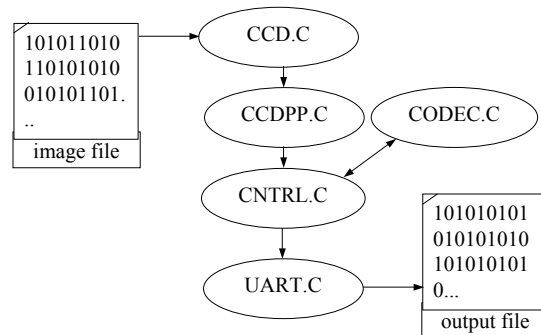 101011010
110101010
010101101.
..
image file
CCD.C
CCDPP.C
CODEC.C
CNTRL.C
UART.C
101010101
010101010
101010101
0...
output file